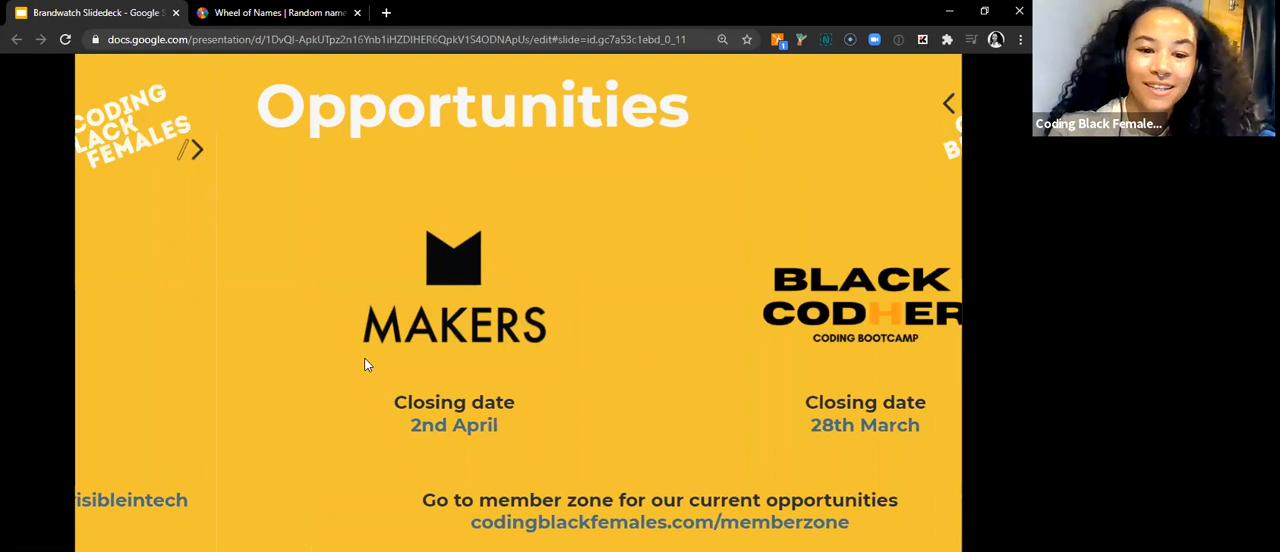 Brandwatch Slidedeck - Google S
Wheel of Names | Random name
docs.google.com/presentation/d/1DvQI-ApkUTpz2n16Ynb1iHZDIHER6QpkV1S4ODNApUs/edit#slide=id.gc7a53c1ebd_0_11
Coding Black Female...
CODING
LACK
FEMALES
Opportunities
B
MAKERS
BLACK
CODHER
CODING BOOTCAMP
Closing date
2nd April
Closing date
28th March
isibleintech
Go to member zone for our current opportunities
codingblackfemales.com/memberzone